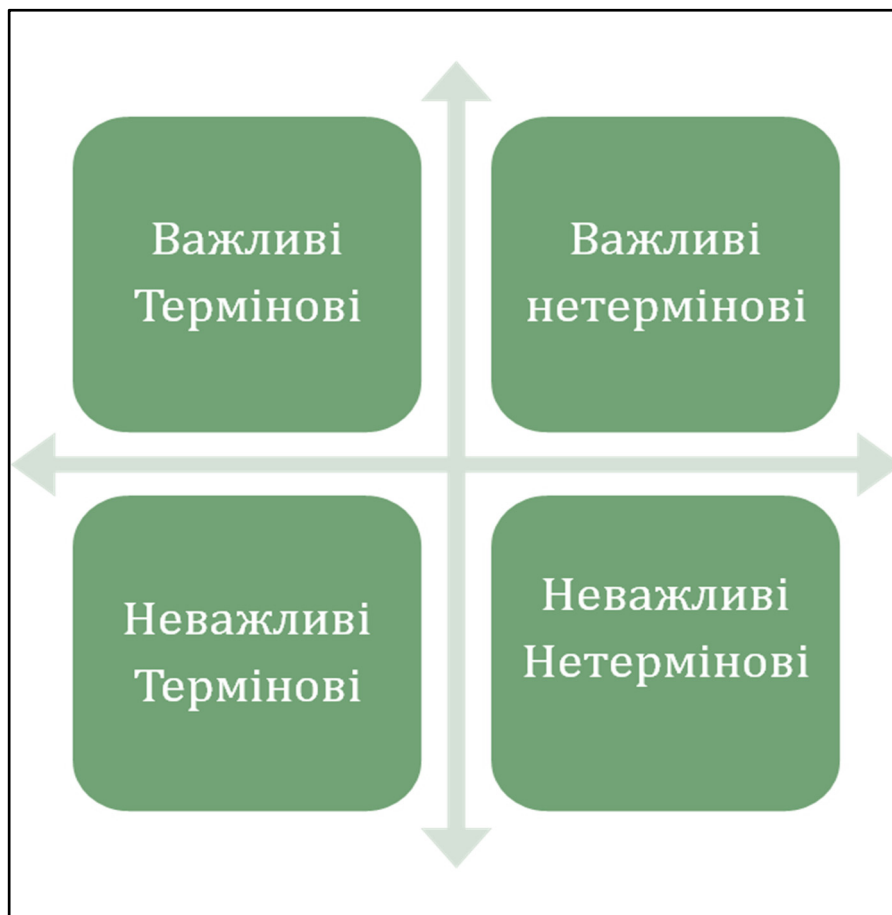 Важливі
Термінові
Важливі
нетермінові
Неважливі
Термінові
Неважливі
Нетермінові